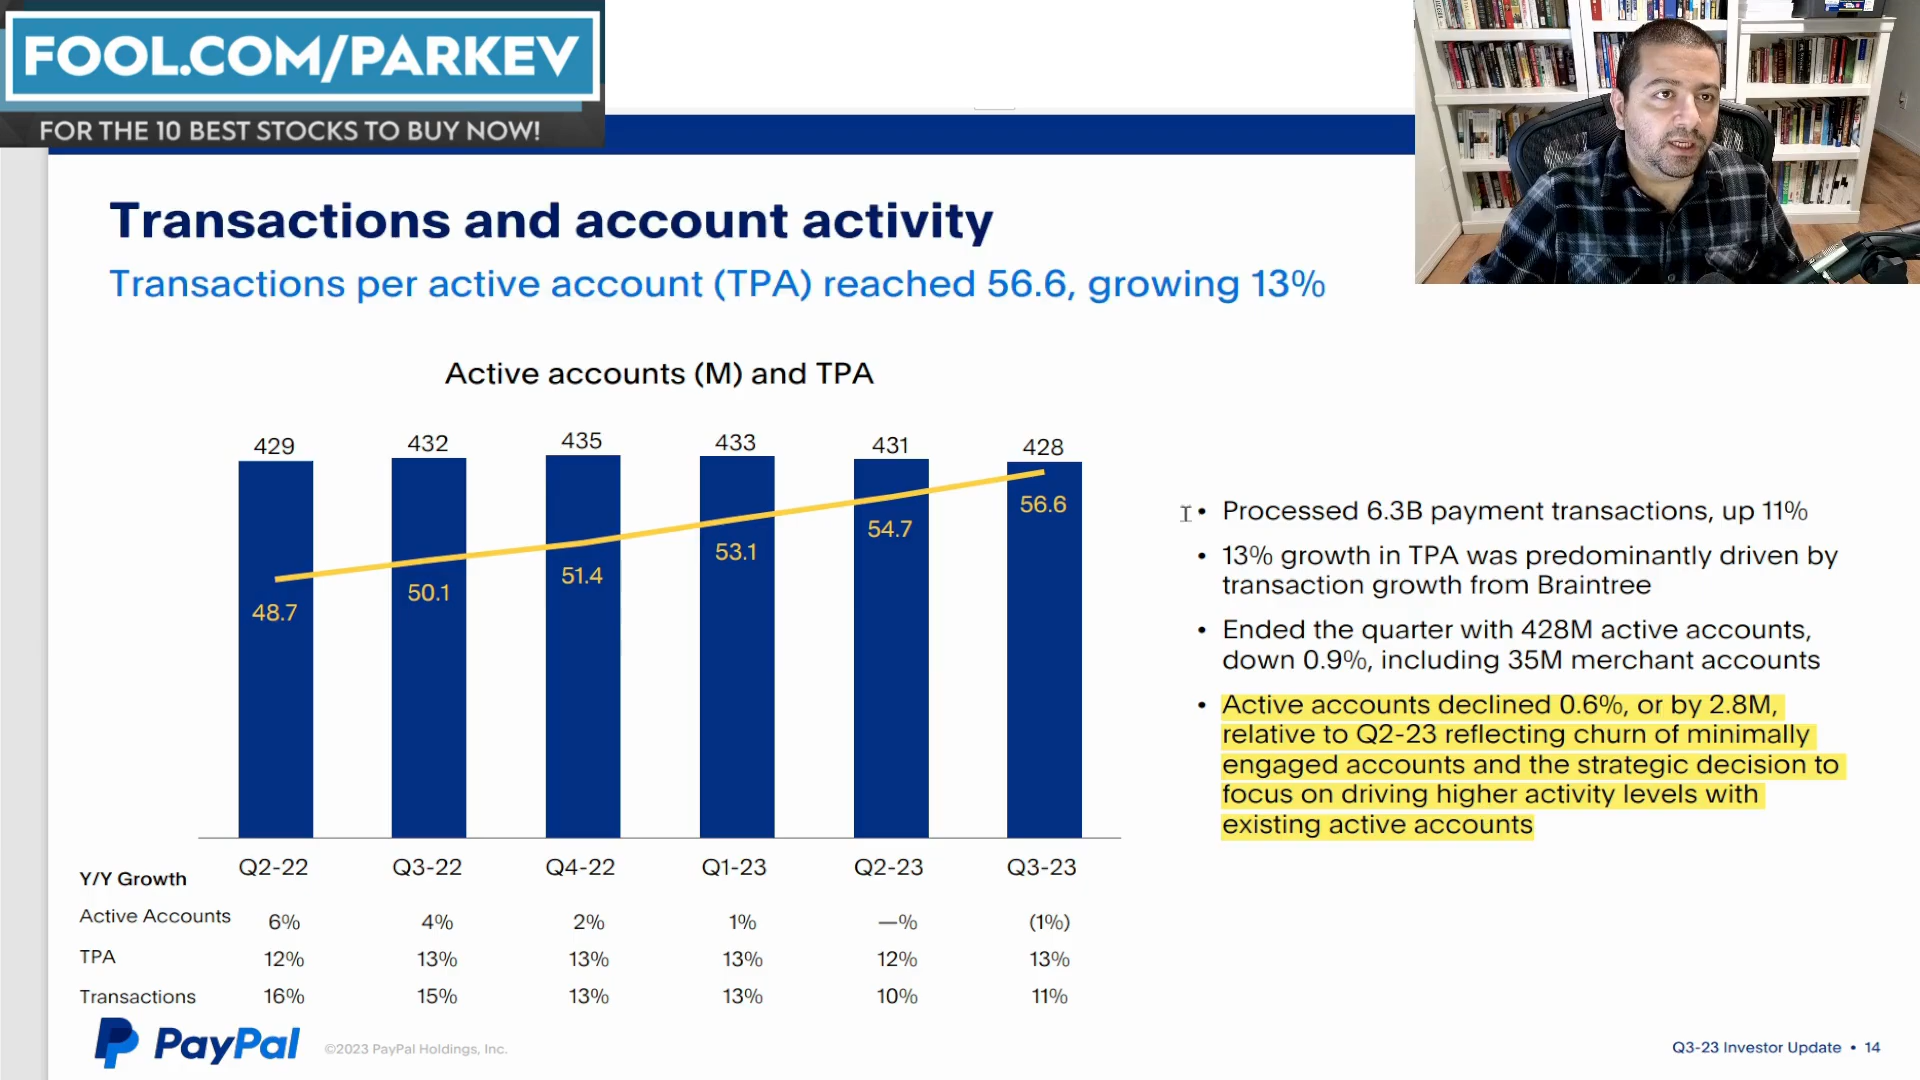 FOOL.COM/PARKEV
FOR THE 10 BEST STOCKS TO BUY NOW!
Transactions and account activity
Transactions per active account (TPA) reached 56.6, growing 13%
Active accounts (M) and TPA
429 432 435 433 431 428
48.7 50.1 51.4 53.1 54.7 56.6
Q2-22 Q3-22 Q4-22 Q1-23 Q2-23 Q3-23
Y/Y Growth
Active Accounts 6% 4% 2% 1% —% (1%)
TPA 12% 13% 13% 13% 12% 13%
Transactions 16% 15% 13% 13% 10% 11%
• Processed 6.3B payment transactions, up 11%
• 13% growth in TPA was predominantly driven by
transaction growth from Braintree
• Ended the quarter with 428M active accounts,
down 0.9%, including 35M merchant accounts
• Active accounts declined 0.6%, or by 2.8M,
relative to Q2-23 reflecting churn of minimally
engaged accounts and the strategic decision to
focus on driving higher activity levels with
existing active accounts
PayPal
©2023 PayPal Holdings, Inc.
Q3-23 Investor Update • 14